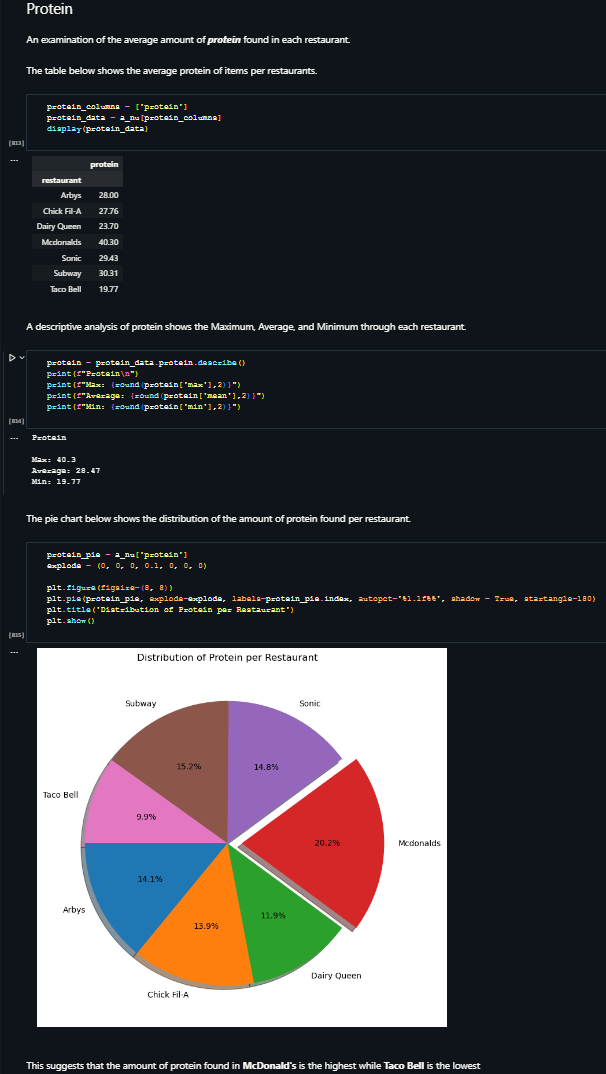 Protein
An examination of the average amount of protein found in each restaurant.
The table below shows the average protein of items per restaurants.
protein_columns = ['protein']
protein_data = a_nu[protein_columns]
display(protein_data)
[813]
...
protein
restaurant
Arbys 28.00
Chick Fil-A 27.76
Dairy Queen 23.70
Mcdonalds 40.30
Sonic 29.43
Subway 30.31
Taco Bell 19.77
A descriptive analysis of protein shows the Maximum, Average, and Minimum through each restaurant.
protein = protein_data.protein.describe()
print(f"Protein\n")
print(f"Max: {round(protein['max'],2)}")
print(f"Average: {round(protein['mean'],2)}")
print(f"Min: {round(protein['min'],2)}")
[814]
...
Protein
Max: 40.3
Average: 28.47
Min: 19.77
The pie chart below shows the distribution of the amount of protein found per restaurant.
protein_pie = a_nu['protein']
explode = (0, 0, 0, 0.1, 0, 0, 0)
plt.figure(figsize=(8, 8))
plt.pie(protein_pie, explode=explode, labels=protein_pie.index, autopct='%1.1f%%', shadow = True, startangle=180)
plt.title('Distribution of Protein per Restaurant')
plt.show()
[815]
...
Distribution of Protein per Restaurant
Subway
Sonic
15.2%
14.8%
Taco Bell
9.9%
20.2%
Mcdonalds
14.1%
Arbys
13.9%
11.9%
Dairy Queen
Chick Fil-A
This suggests that the amount of protein found in McDonald's is the highest while Taco Bell is the lowest